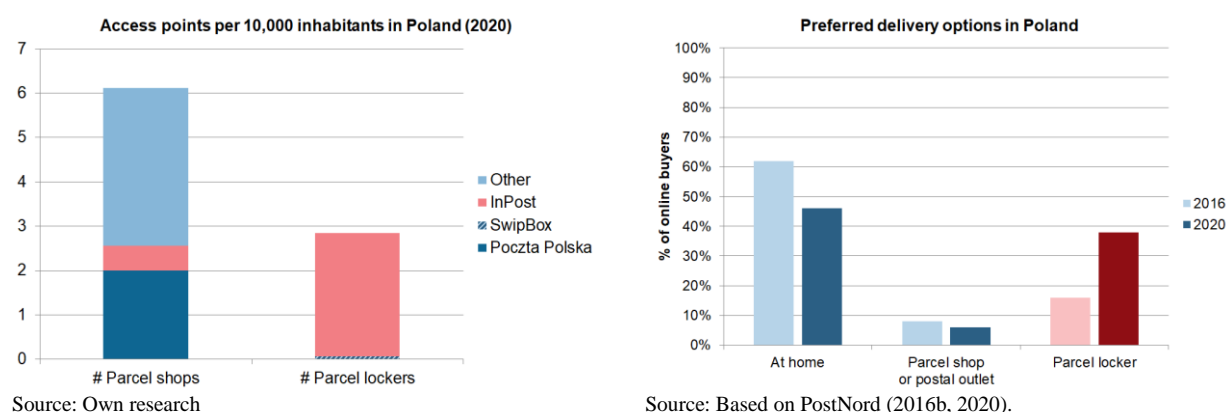 Access points per 10,000 inhabitants in Poland (2020)
7
6
5
4
3
2
1
0
# Parcel shops
# Parcel lockers
Other
InPost
SwipBox
Poczta Polska
Source: Own research
Preferred delivery options in Poland
% of online buyers
100%
90%
80%
70%
60%
50%
40%
30%
20%
10%
0%
At home
Parcel shop
or postal outlet
Parcel locker
2016
2020
Source: Based on PostNord (2016b, 2020).